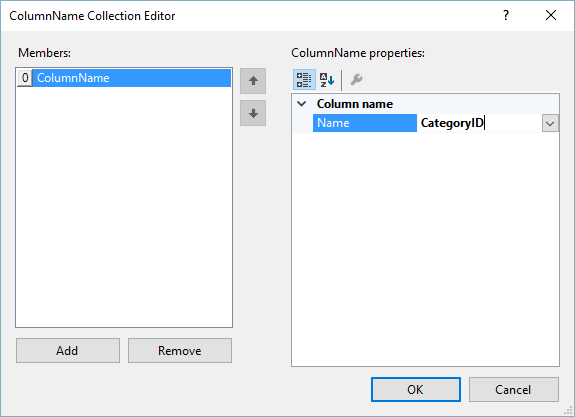 ColumnName Collection Editor
?
Members:
0 ColumnName
Add
Remove
ColumnName properties:
A
Z
Column name
Name CategoryID
OK
Cancel